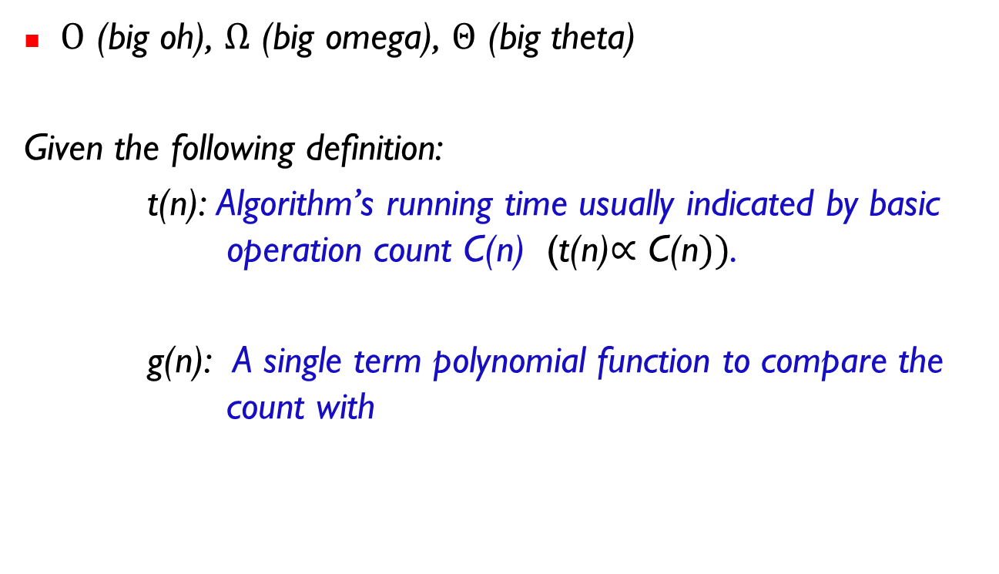 ▪ O (big oh), Ω (big omega), Θ (big theta)
Given the following definition:
t(n): Algorithm’s running time usually indicated by basic
operation count C(n) (t(n)∝ C(n)).
g(n): A single term polynomial function to compare the
count with